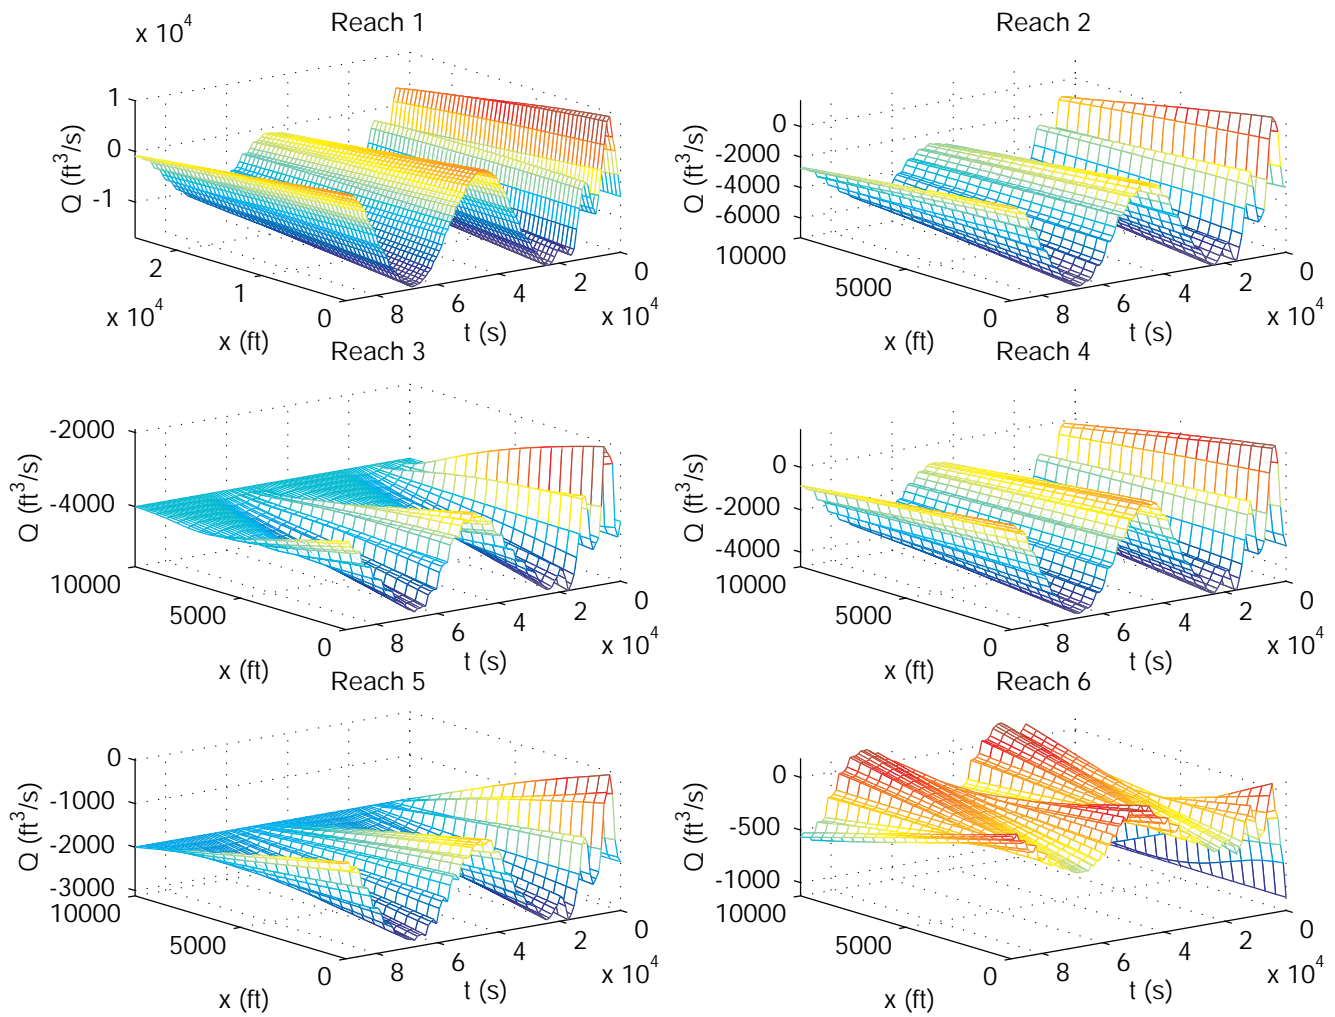 Reach 1
x 10^4
1
0
-1
Q (ft^3/s)
2
1
0
x 10^4
x (ft)
8
6
4
2
0
t (s)
x 10^4
Reach 2
0
-2000
-4000
-6000
Q (ft^3/s)
10000
5000
0
x (ft)
8
6
4
2
0
t (s)
x 10^4
Reach 3
-2000
-4000
Q (ft^3/s)
10000
5000
0
x (ft)
8
6
4
2
0
t (s)
x 10^4
Reach 4
0
-2000
-4000
Q (ft^3/s)
10000
5000
0
x (ft)
8
6
4
2
0
t (s)
x 10^4
Reach 5
0
-1000
-2000
-3000
Q (ft^3/s)
10000
5000
0
x (ft)
8
6
4
2
0
t (s)
x 10^4
Reach 6
0
-500
-1000
Q (ft^3/s)
10000
5000
0
x (ft)
8
6
4
2
0
t (s)
x 10^4